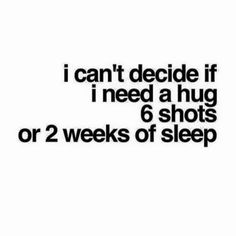 i can't decide if
i need a hug
6 shots
or 2 weeks of sleep